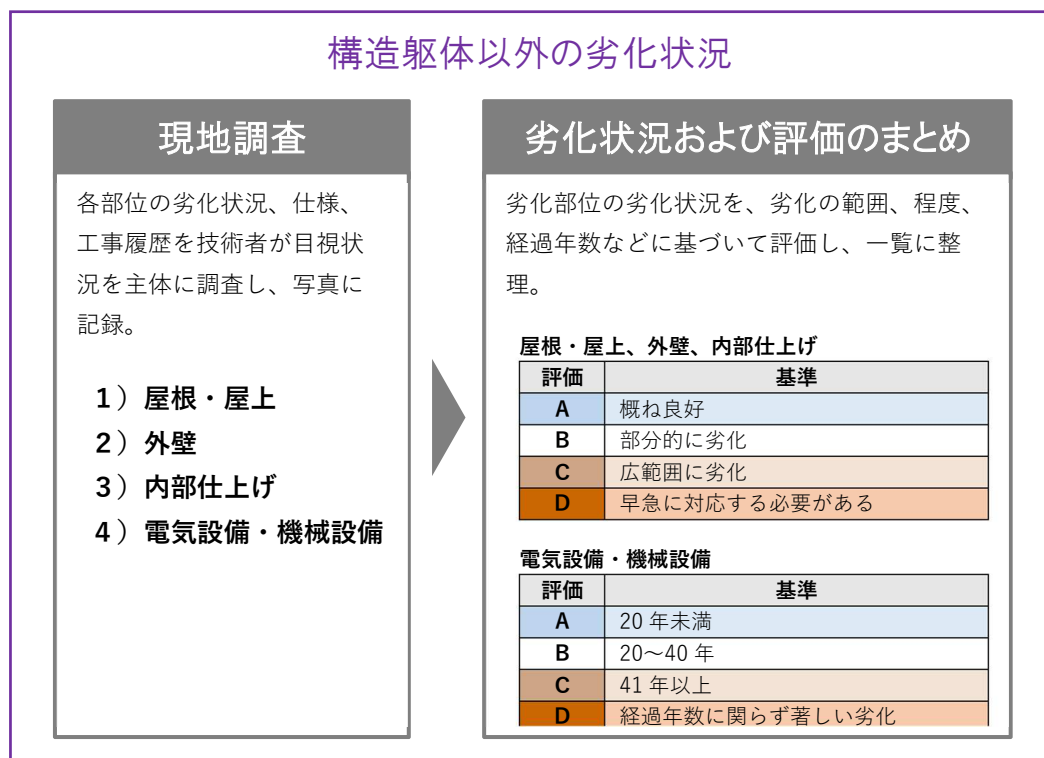 構造躯体以外の劣化状況
現地調査
各部位の劣化状況、仕様、
工事履歴を技術者が目視状
況を主体に調査し、写真に
記録。
1）屋根・屋上
2）外壁
3）内部仕上げ
4）電気設備・機械設備
劣化状況および評価のまとめ
劣化部位の劣化状況を、劣化の範囲、程度、
経過年数などに基づいて評価し、一覧に整
理。
屋根・屋上、外壁、内部仕上げ
評価 基準
A 概ね良好
B 部分的に劣化
C 広範囲に劣化
D 早急に対応する必要がある
電気設備・機械設備
評価 基準
A 20 年未満
B 20～40 年
C 41 年以上
D 経過年数に関らず著しい劣化